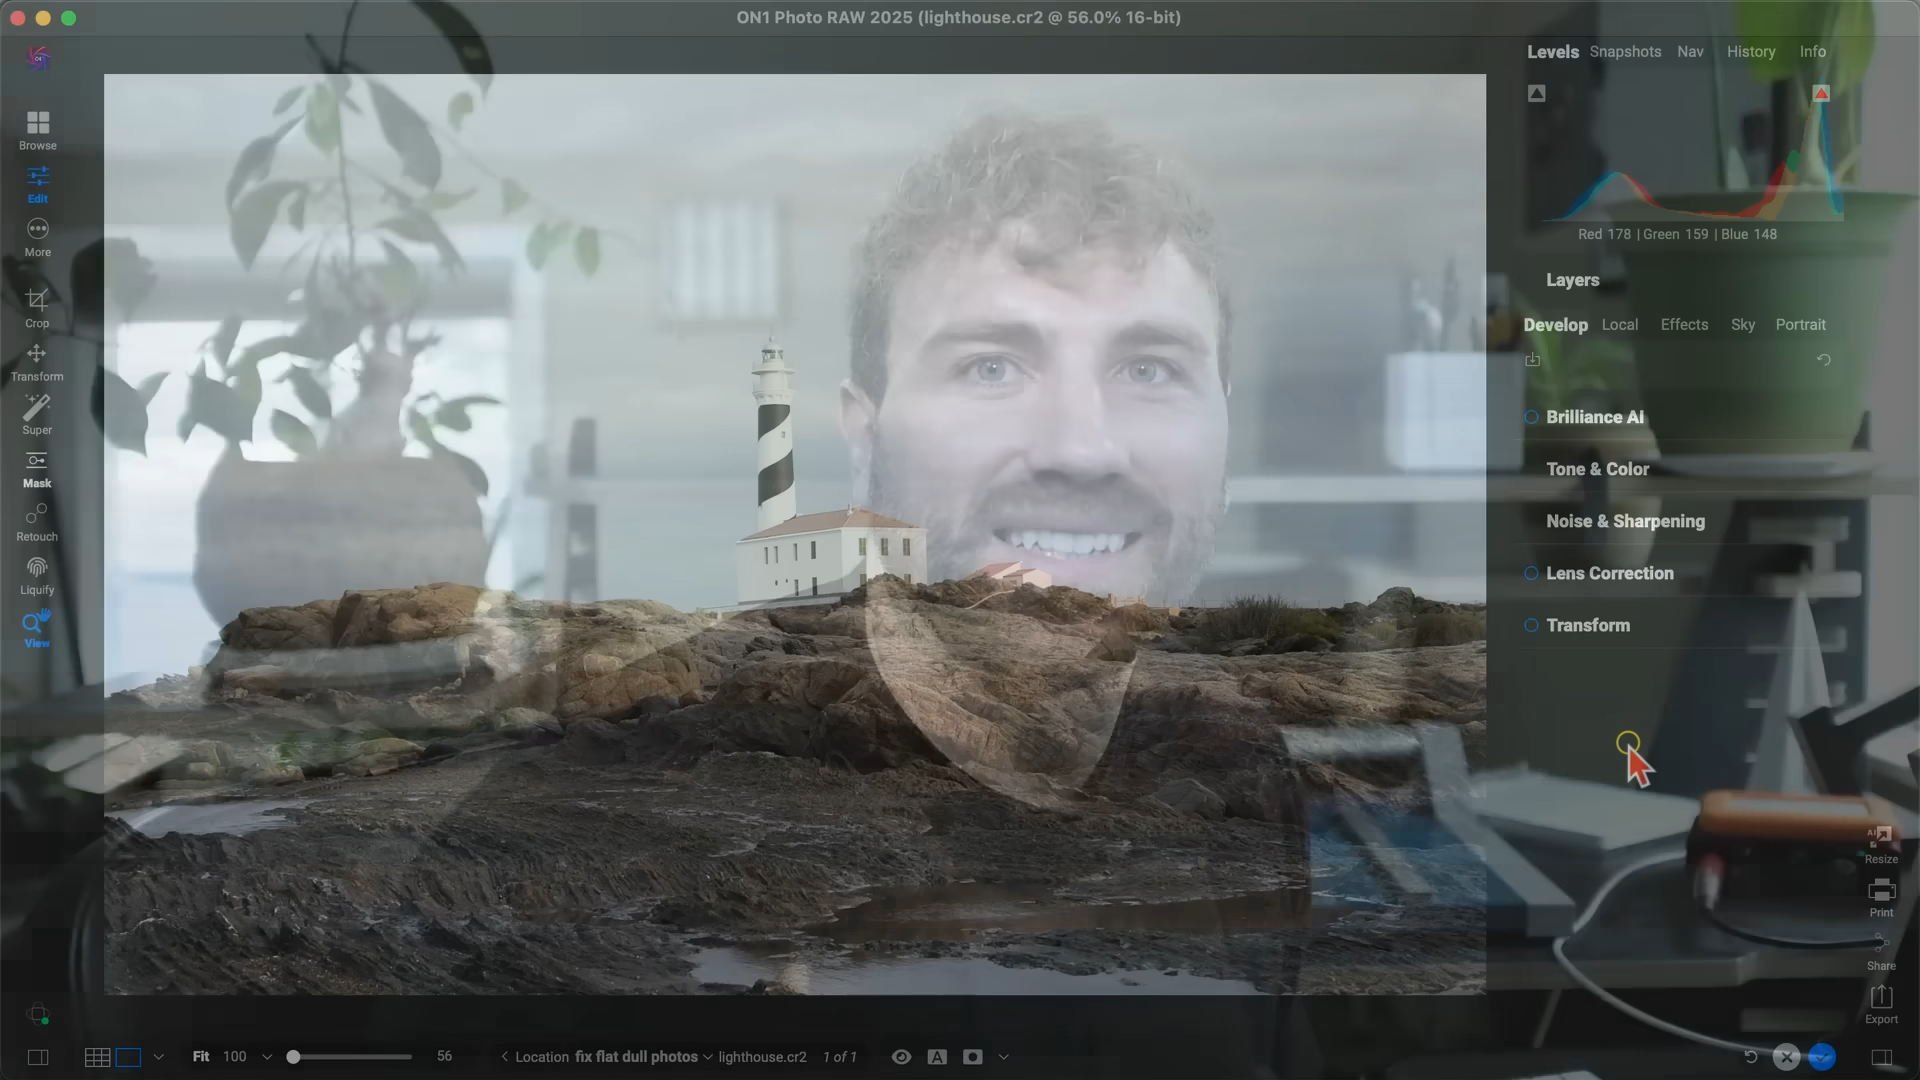 ON1 Photo RAW 2025 (lighthouse.cr2 @ 56.0% 16-bit)
Levels Snapshots Nav History Info
Browse
Edit
More
Crop
Transform
Super
Mask
Retouch
Liquify
View
Red 178 | Green 159 | Blue 148
Layers
Develop Local Effects Sky Portrait
Brilliance AI
Tone & Color
Noise & Sharpening
Lens Correction
Transform
AI
Resize
Print
Share
Export
Fit 100 56 Location fix flat dull photos lighthouse.cr2 1 of 1 A